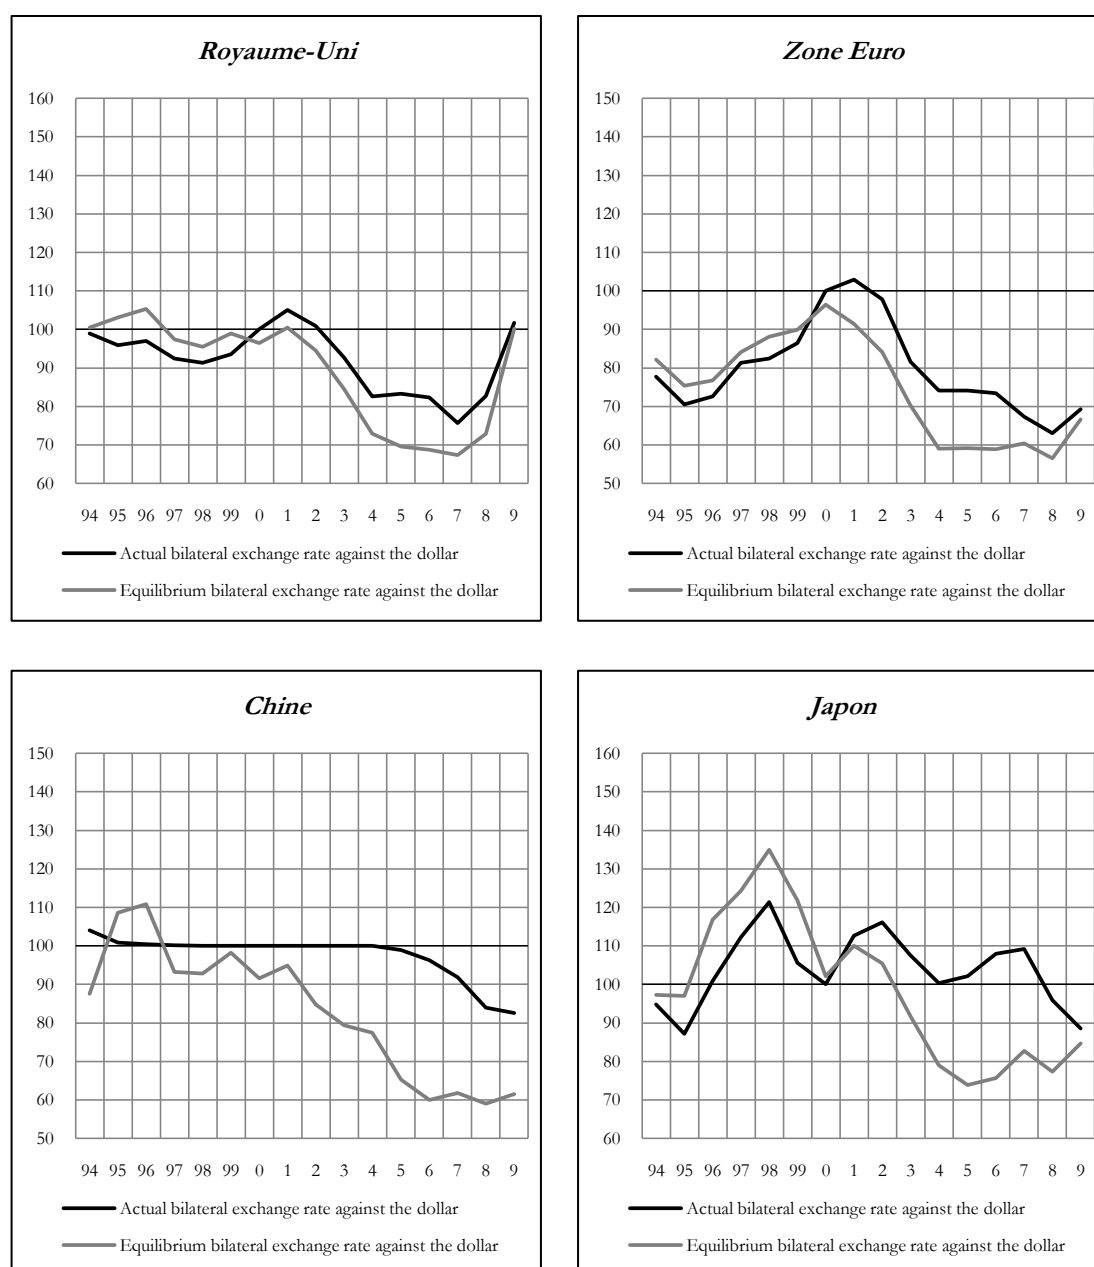 Royaume-Uni
160
150
140
130
120
110
100
90
80
70
60
94 95 96 97 98 99 0 1 2 3 4 5 6 7 8 9
Actual bilateral exchange rate against the dollar
Equilibrium bilateral exchange rate against the dollar
Zone Euro
150
140
130
120
110
100
90
80
70
60
50
94 95 96 97 98 99 0 1 2 3 4 5 6 7 8 9
Actual bilateral exchange rate against the dollar
Equilibrium bilateral exchange rate against the dollar
Chine
150
140
130
120
110
100
90
80
70
60
50
94 95 96 97 98 99 0 1 2 3 4 5 6 7 8 9
Actual bilateral exchange rate against the dollar
Equilibrium bilateral exchange rate against the dollar
Japon
160
150
140
130
120
110
100
90
80
70
60
94 95 96 97 98 99 0 1 2 3 4 5 6 7 8 9
Actual bilateral exchange rate against the dollar
Equilibrium bilateral exchange rate against the dollar